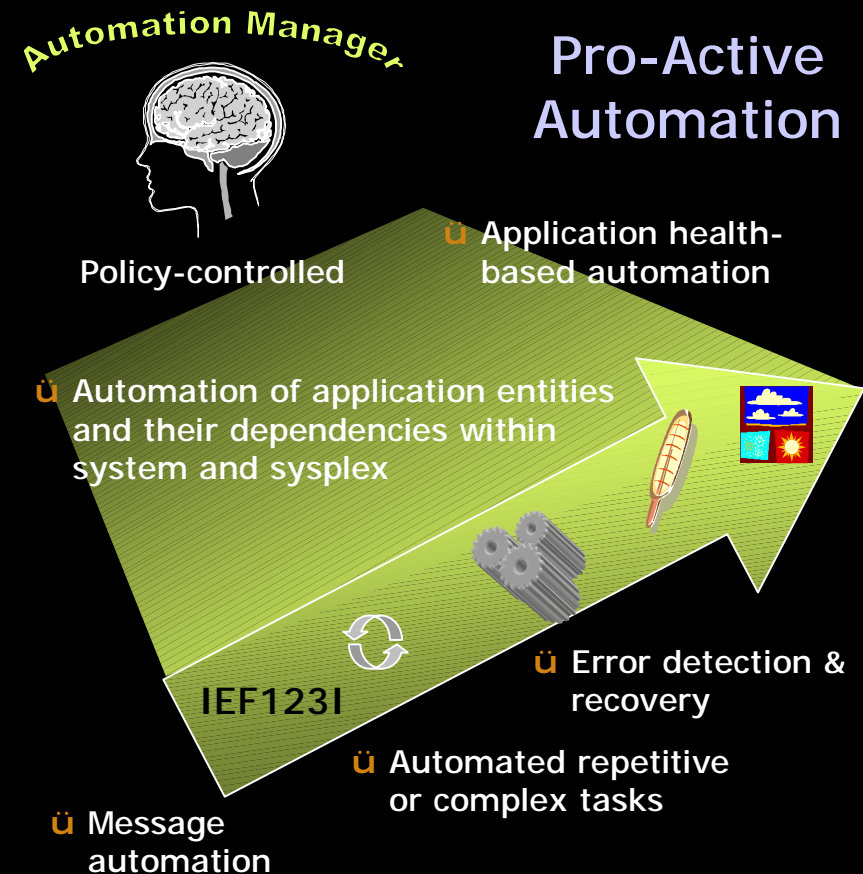 Automation Manager
Pro-Active
Automation
Policy-controlled
ü Application health-
based automation
ü Automation of application entities
and their dependencies within
system and sysplex
IEF123I
ü Error detection &
recovery
ü Automated repetitive
or complex tasks
ü Message
automation